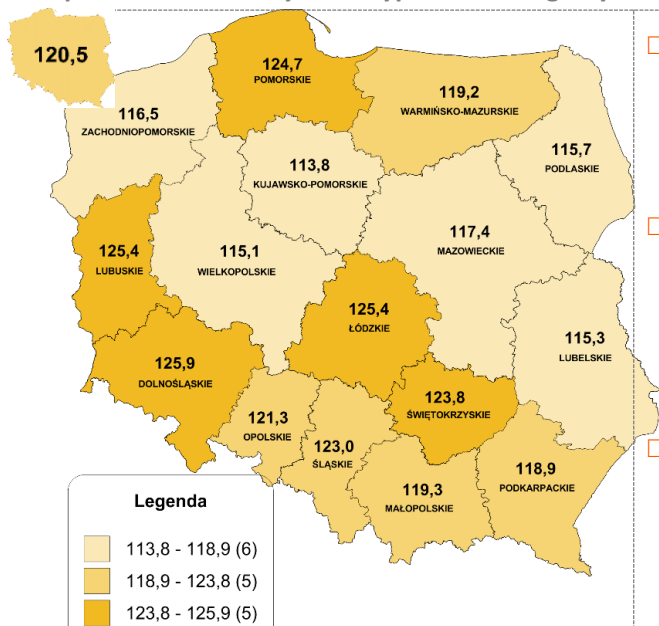 120,5
124,7
POMORSKIE
119,2
WARMIŃSKO-MAZURSKIE
116,5
ZACHODNIOPOMORSKIE
115,7
PODLASKIE
113,8
KUJAWSKO-POMORSKIE
117,4
MAZOWIECKIE
125,4
LUBUSKIE
115,1
WIELKOPOLSKIE
125,4
ŁÓDZKIE
115,3
LUBELSKIE
125,9
DOLNOŚLĄSKIE
123,8
ŚWIĘTOKRZYSKIE
121,3
OPOLSKIE
123,0
ŚLĄSKIE
118,9
PODKARPACKIE
119,3
MAŁOPOLSKIE
Legenda
113,8 - 118,9 (6)
118,9 - 123,8 (5)
123,8 - 125,9 (5)